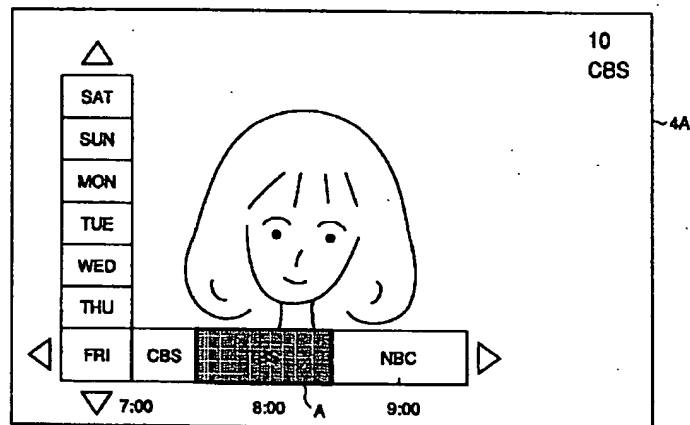 10
CBS
4A
SAT
SUN
MON
TUE
WED
THU
FRI CBS NBC
7:00 8:00 A 9:00